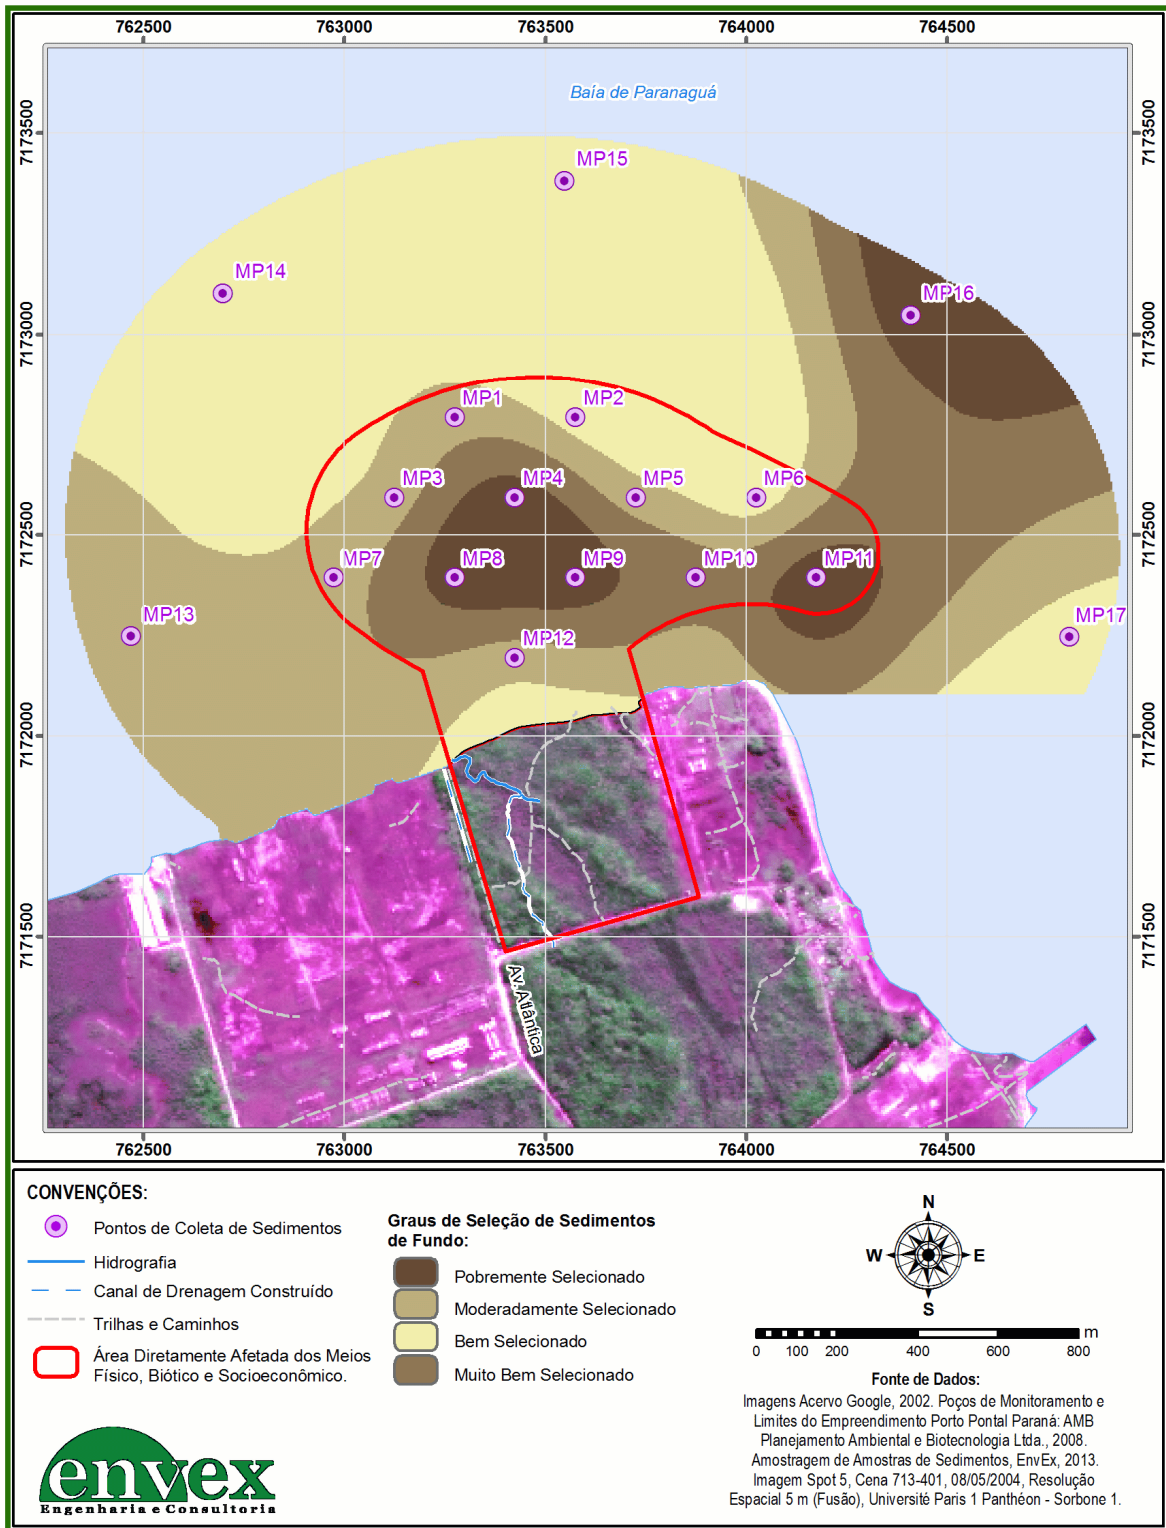 762500 763000 763500 764000 764500
7173500 7173500
Baía de Paranaguá
MP15
MP14
MP16
7173000 7173000
MP1 MP2
MP3 MP4 MP5 MP6
7172500 7172500
MP7 MP8 MP9 MP10 MP11
MP13 MP17
MP12
7172000 7172000
7171500 7171500
Av. Atlântica
762500 763000 763500 764000 764500
CONVENÇÕES:
Pontos de Coleta de Sedimentos
Hidrografia
Canal de Drenagem Construído
Trilhas e Caminhos
Área Diretamente Afetada dos Meios
Físico, Biótico e Socioeconômico.
envex
Engenharia e Consultoria
Graus de Seleção de Sedimentos
de Fundo:
Pobremente Selecionado
Moderadamente Selecionado
Bem Selecionado
Muito Bem Selecionado
N
W E
S
m
0 100 200 400 600 800
Fonte de Dados:
Imagens Acervo Google, 2002. Poços de Monitoramento e
Limites do Empreendimento Porto Pontal Paraná: AMB
Planejamento Ambiental e Biotecnologia Ltda., 2008.
Amostragem de Amostras de Sedimentos, EnvEx, 2013.
Imagem Spot 5, Cena 713-401, 08/05/2004, Resolução
Espacial 5 m (Fusão), Université Paris 1 Panthéon - Sorbone 1.